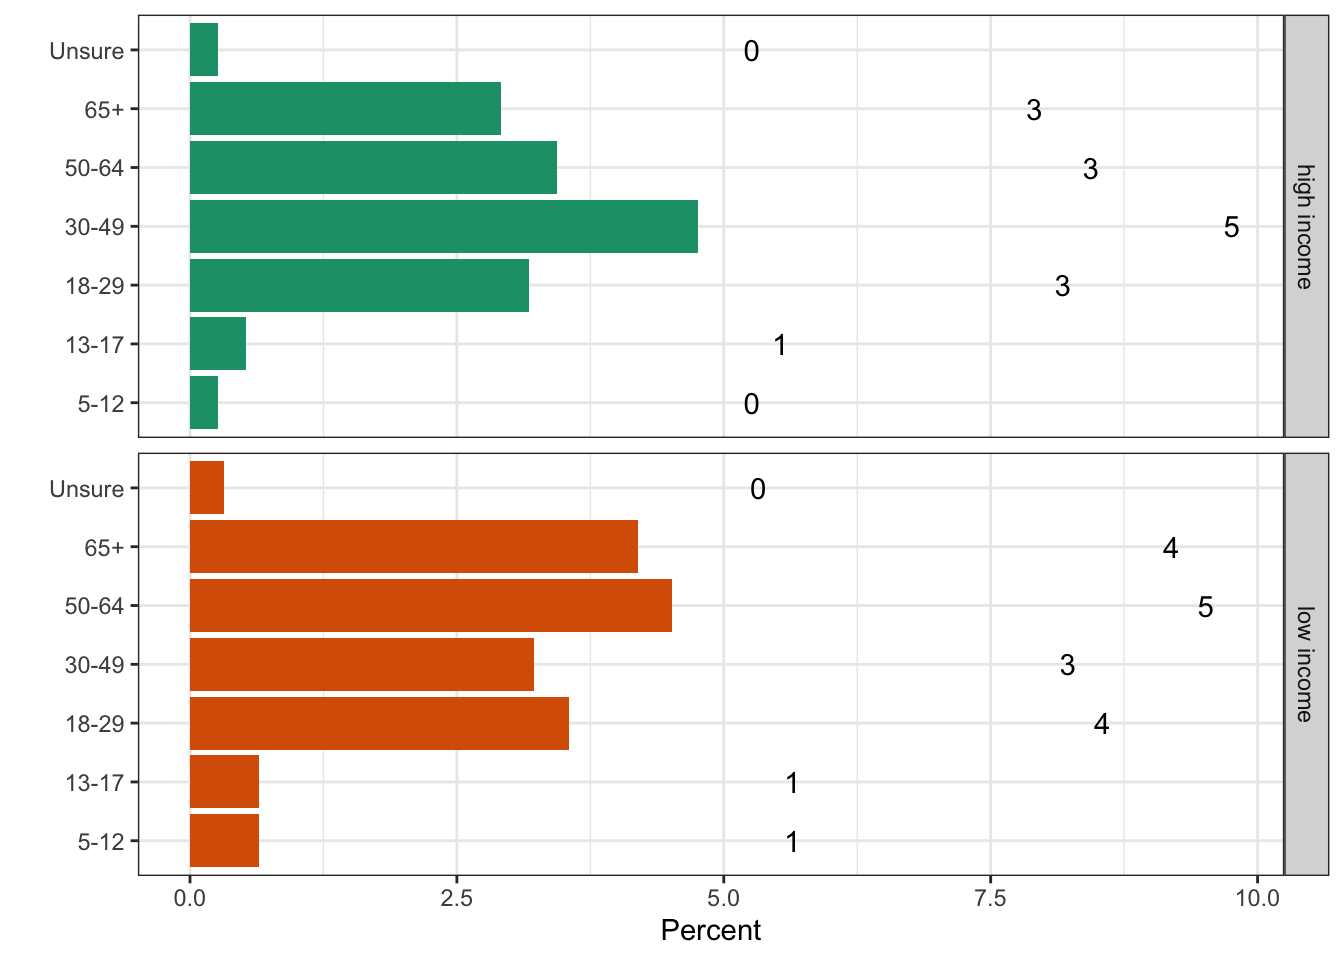 Unsure 0
65+ 3
50-64 3
30-49 5
18-29 3
13-17 1
5-12 0
high income
Unsure 0
65+ 4
50-64 5
30-49 3
18-29 4
13-17 1
5-12 1
low income
0.0 2.5 5.0 7.5 10.0
Percent